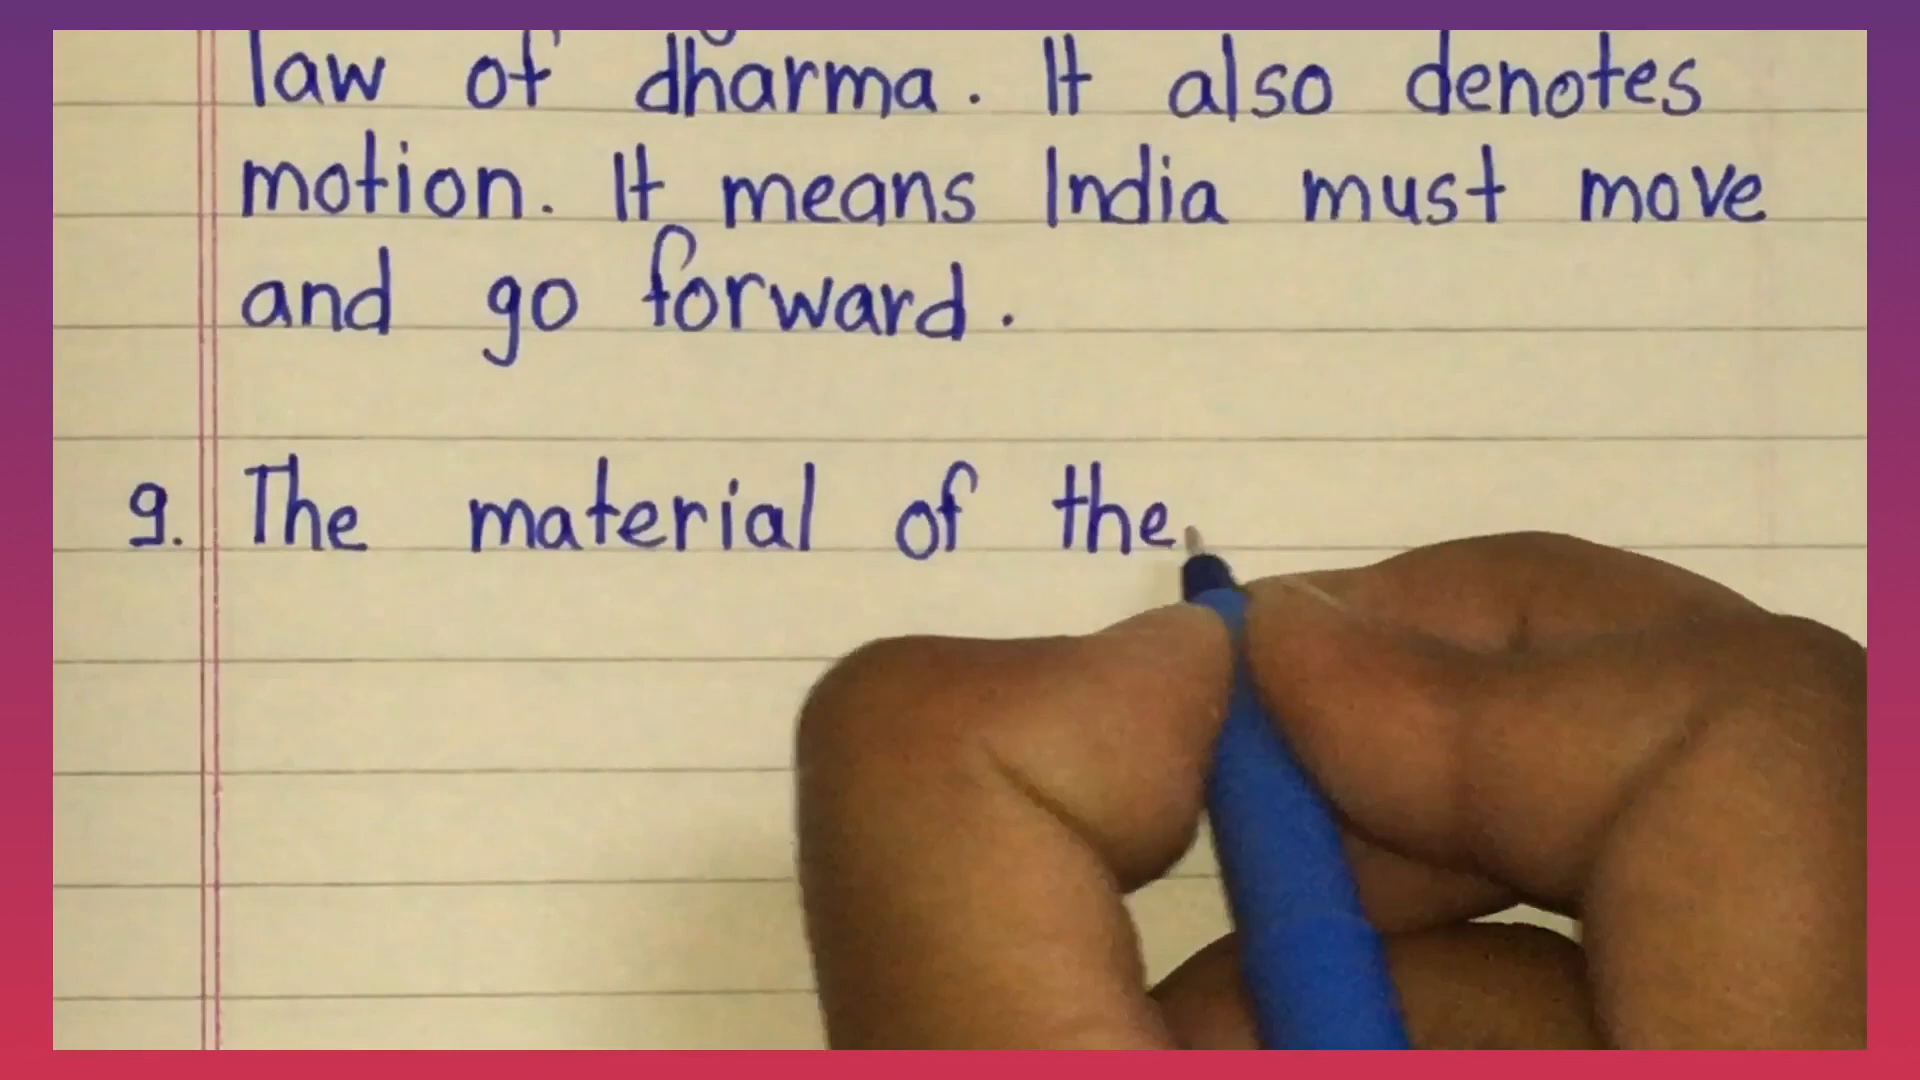 law of dharma. It also denotes
motion. It means India must move
and go forward.
9. The material of the